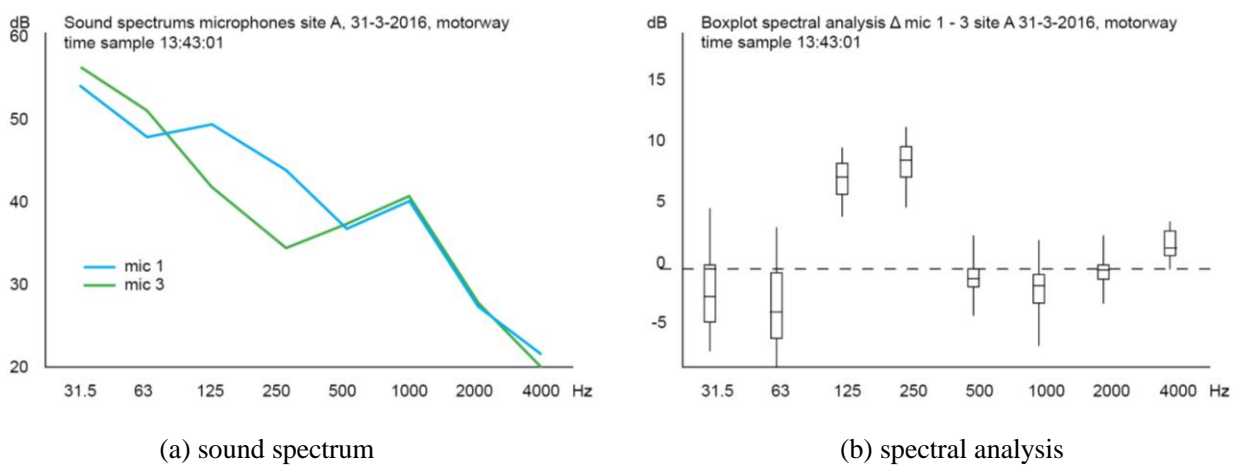 dB
Sound spectrums microphones site A, 31-3-2016, motorway
time sample 13:43:01
60
50
40
30
20
mic 1
mic 3
31.5 63 125 250 500 1000 2000 4000 Hz
(a) sound spectrum
dB
Boxplot spectral analysis Δ mic 1 - 3 site A 31-3-2016, motorway
time sample 13:43:01
15
10
5
0
-5
31.5 63 125 250 500 1000 2000 4000 Hz
(b) spectral analysis